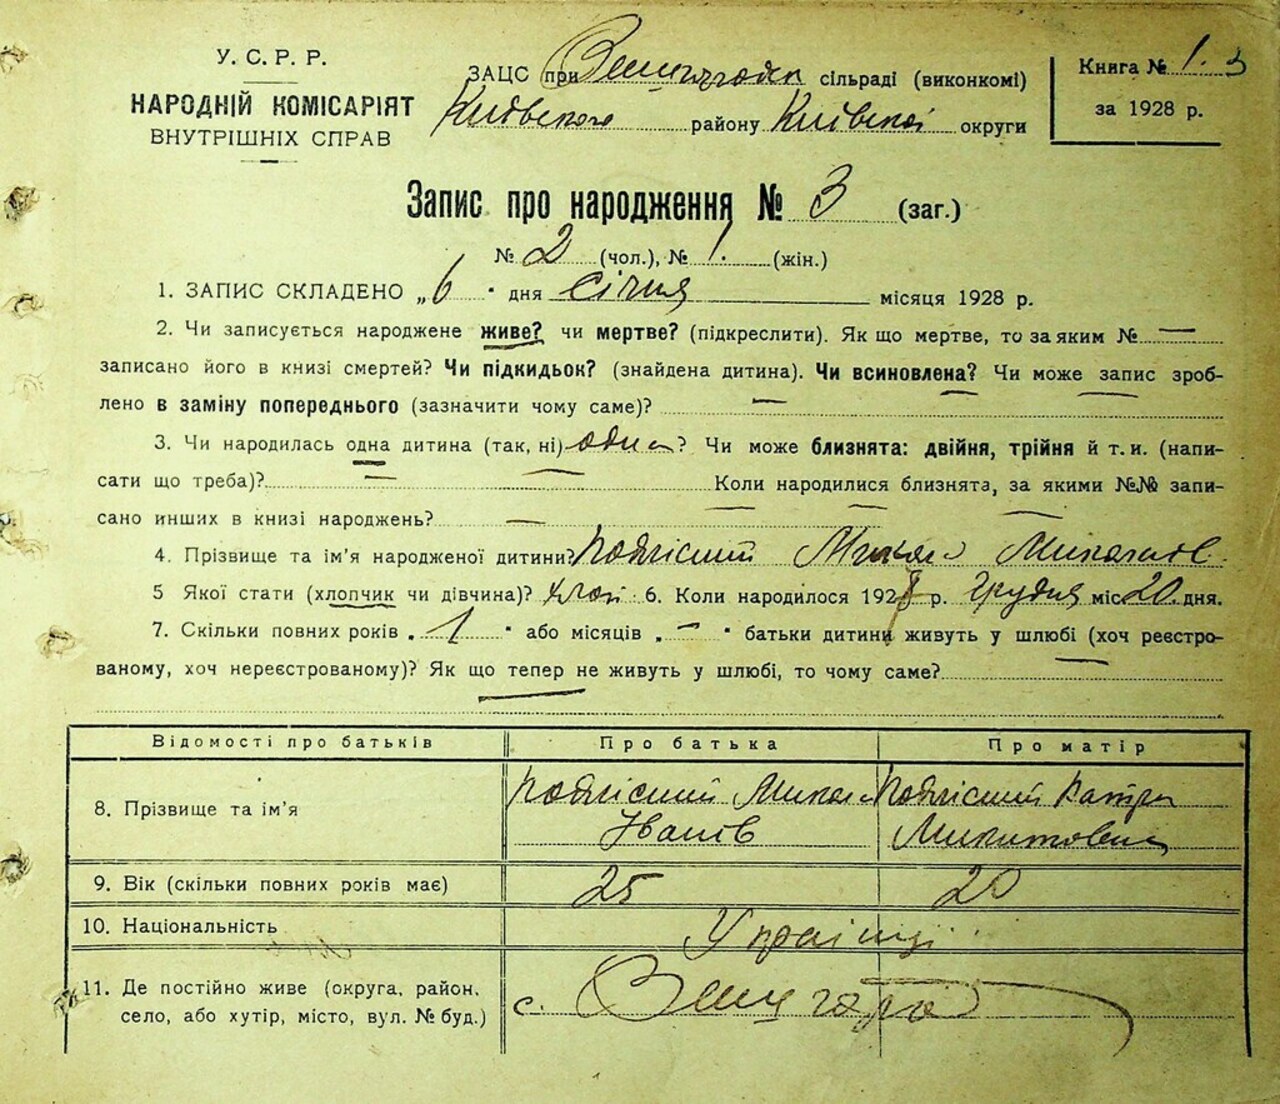 У. С. Р. Р.
НАРОДНІЙ КОМІСАРІЯТ
ВНУТРІШНІХ СПРАВ
ЗАЦС при сільраді (виконкомі)
Київського району Київської округи
Книга № 1. 3
за 1928 р.
Запис про народження № 3 (заг.)
№ 2 (чол.), № 1. (жін.)
1. ЗАПИС СКЛАДЕНО „6 " дня січня місяця 1928 р.
2. Чи записується народжене живе? чи мертве? (підкреслити). Як що мертве, то за яким № —
записано його в книзі смертей? Чи підкидьок? (знайдена дитина). Чи всиновлена? Чи може запис зроб-
лено в заміну попереднього (зазначити чому саме)? —
3. Чи народилась одна дитина (так, ні) одна? Чи може близнята: двійня, трійня й т. и. (напи-
сати що треба)? — Коли народилися близнята, за якими №№ запи-
сано инших в книзі народжень? —
4. Прізвище та ім'я народженої дитини? Микола Миколаїв
5 Якої стати (хлопчик чи дівчина)? хлоп. 6. Коли народилося 192 р. Грудня міс 20 дня.
7. Скільки повних років „ 1 " або місяців „ — " батьки дитини живуть у шлюбі (хоч реєстро-
ваному, хоч нереєстрованому)? Як що тепер не живуть у шлюбі, то чому саме?
Відомості про батьків Про батька Про матір
8. Прізвище та ім'я Микола Іванів Микитовна
9. Вік (скільки повних років має) 25 20
10. Національність Українці
11. Де постійно живе (округа, район,
село, або хутір, місто, вул. № буд.) с.